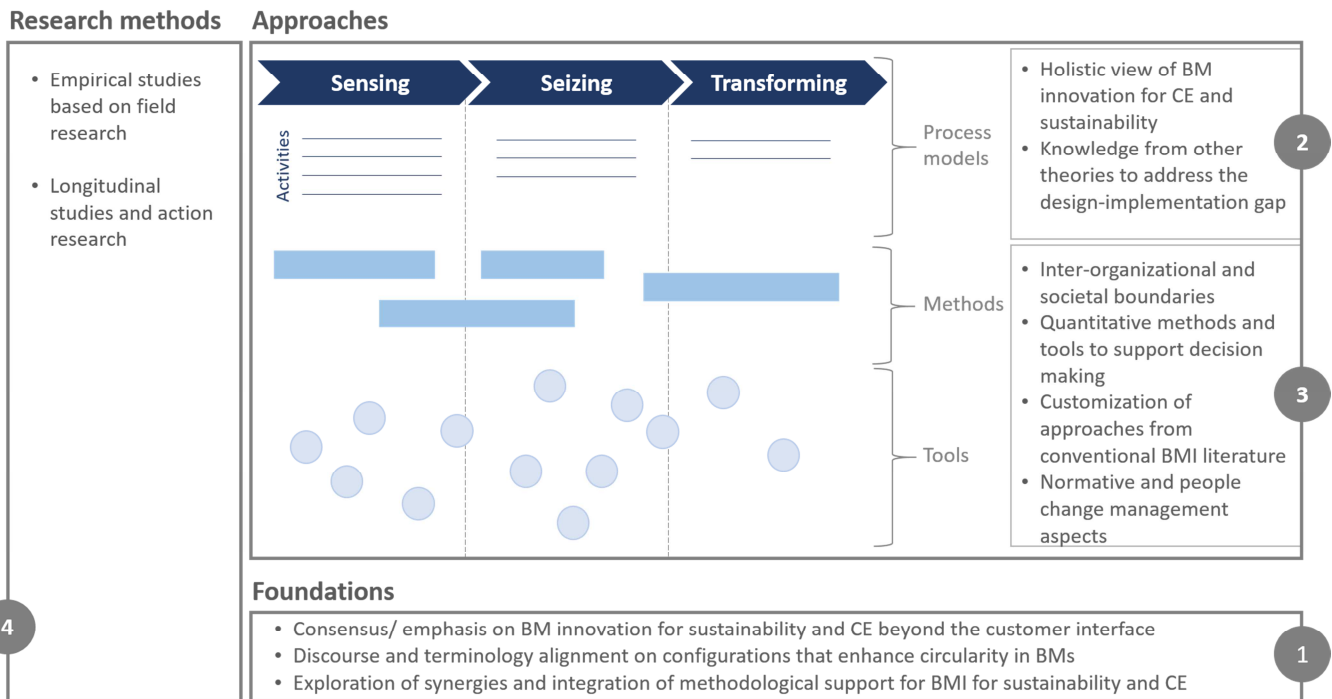 Research methods
• Empirical studies
based on field
research
• Longitudinal
studies and action
research
4
Approaches
Sensing
Seizing
Transforming
Activities
Process
models
Methods
Tools
• Holistic view of BM
innovation for CE and
sustainability
• Knowledge from other
theories to address the
design-implementation gap
2
• Inter-organizational and
societal boundaries
• Quantitative methods and
tools to support decision
making
• Customization of
approaches from
conventional BMI literature
• Normative and people
change management
aspects
3
Foundations
• Consensus/ emphasis on BM innovation for sustainability and CE beyond the customer interface
• Discourse and terminology alignment on configurations that enhance circularity in BMs
• Exploration of synergies and integration of methodological support for BMI for sustainability and CE
1